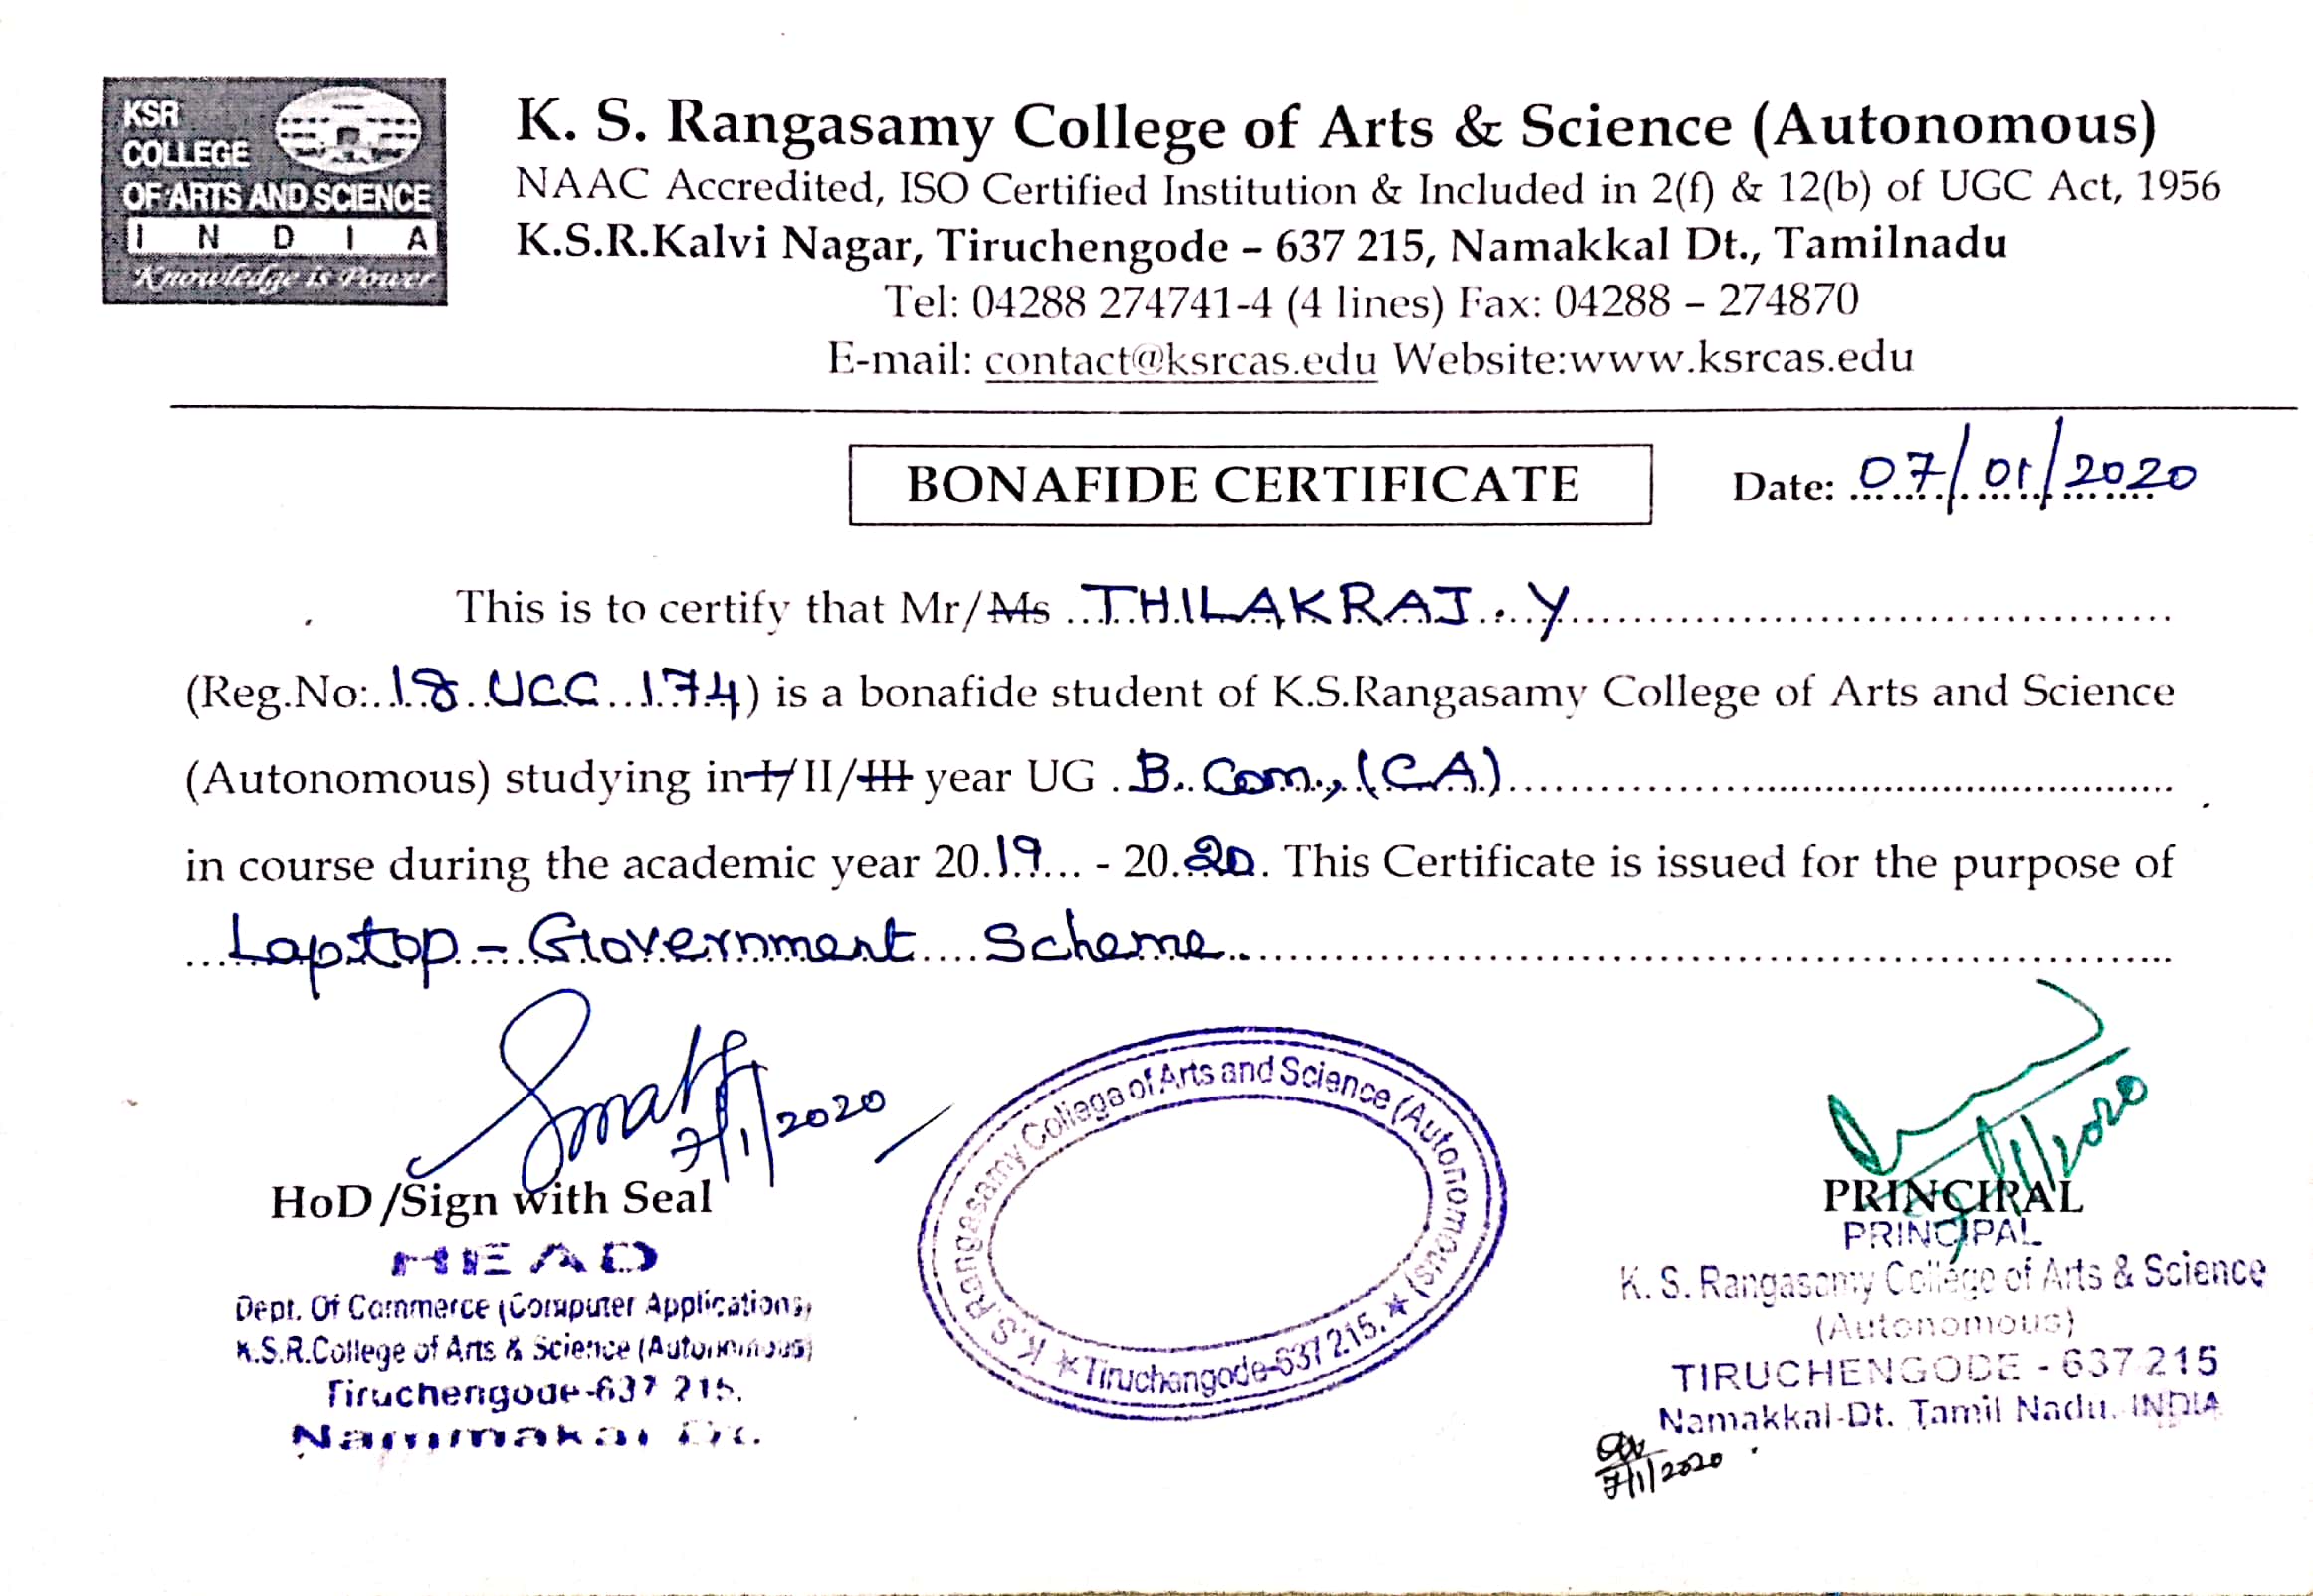 KSR
COLLEGE
OF ARTS AND SCIENCE
INDIA
Knowledge is Power
K. S. Rangasamy College of Arts & Science (Autonomous)
NAAC Accredited, ISO Certified Institution & Included in 2(f) & 12(b) of UGC Act, 1956
K.S.R.Kalvi Nagar, Tiruchengode – 637 215, Namakkal Dt., Tamilnadu
Tel: 04288 274741-4 (4 lines) Fax: 04288 – 274870
E-mail: contact@ksrcas.edu Website:www.ksrcas.edu
BONAFIDE CERTIFICATE
Date: 07/01/2020
This is to certify that Mr/Ms THILAKRAJ. Y
(Reg.No: 18 UCC 174) is a bonafide student of K.S.Rangasamy College of Arts and Science
(Autonomous) studying in I/II/III year UG B. Com., (CA)
in course during the academic year 2019 - 2020. This Certificate is issued for the purpose of
Laptop - Government Scheme
7/1/2020
HoD /Sign with Seal
HEAD
Dept. Of Commerce (Computer Applications)
K.S.R.College of Arts & Science (Autonomous)
Tiruchengode-637 215.
Nammakal Dt.
K.S.Rangasamy College of Arts and Science (Autonomous)
Tiruchengode-637 215.
PRINCIPAL
PRINCIPAL
K. S. Rangasamy College of Arts & Science
(Autonomous)
TIRUCHENGODE - 637 215
Namakkal-Dt. Tamil Nadu. INDIA
7/1/2020